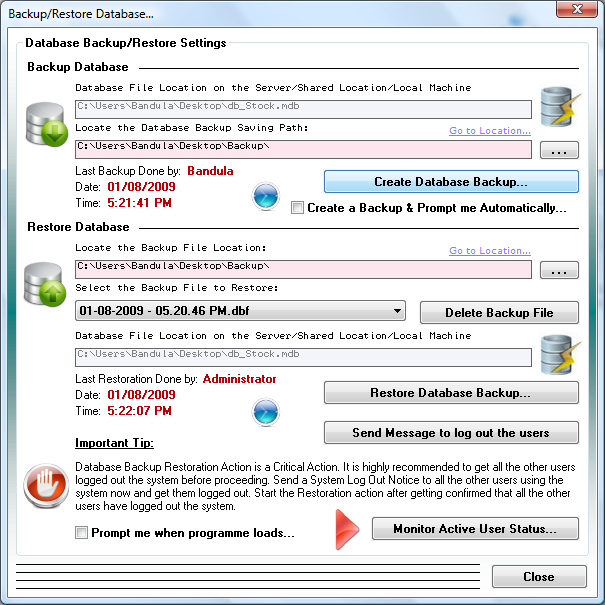 Backup/Restore Database...
Database Backup/Restore Settings
Backup Database
Database File Location on the Server/Shared Location/Local Machine
C:\Users\Bandula\Desktop\db_Stock.mdb
Locate the Database Backup Saving Path:
Go to Location...
C:\Users\Bandula\Desktop\Backup\
...
Last Backup Done by: Bandula
Date: 01/08/2009
Time: 5:21:41 PM
Create Database Backup...
Create a Backup & Prompt me Automatically...
Restore Database
Locate the Backup File Location:
Go to Location...
C:\Users\Bandula\Desktop\Backup\
...
Select the Backup File to Restore:
01-08-2009 - 05.20.46 PM.dbf
Delete Backup File
Database File Location on the Server/Shared Location/Local Machine
C:\Users\Bandula\Desktop\db_Stock.mdb
Last Restoration Done by: Administrator
Date: 01/08/2009
Time: 5:22:07 PM
Restore Database Backup...
Send Message to log out the users
Important Tip:
Database Backup Restoration Action is a Critical Action. It is highly recommended to get all the other users
logged out the system before proceeding. Send a System Log Out Notice to all the other users using the
system now and get them logged out. Start the Restoration action after getting confirmed that all the other
users have logged out the system.
Prompt me when programme loads...
Monitor Active User Status...
Close